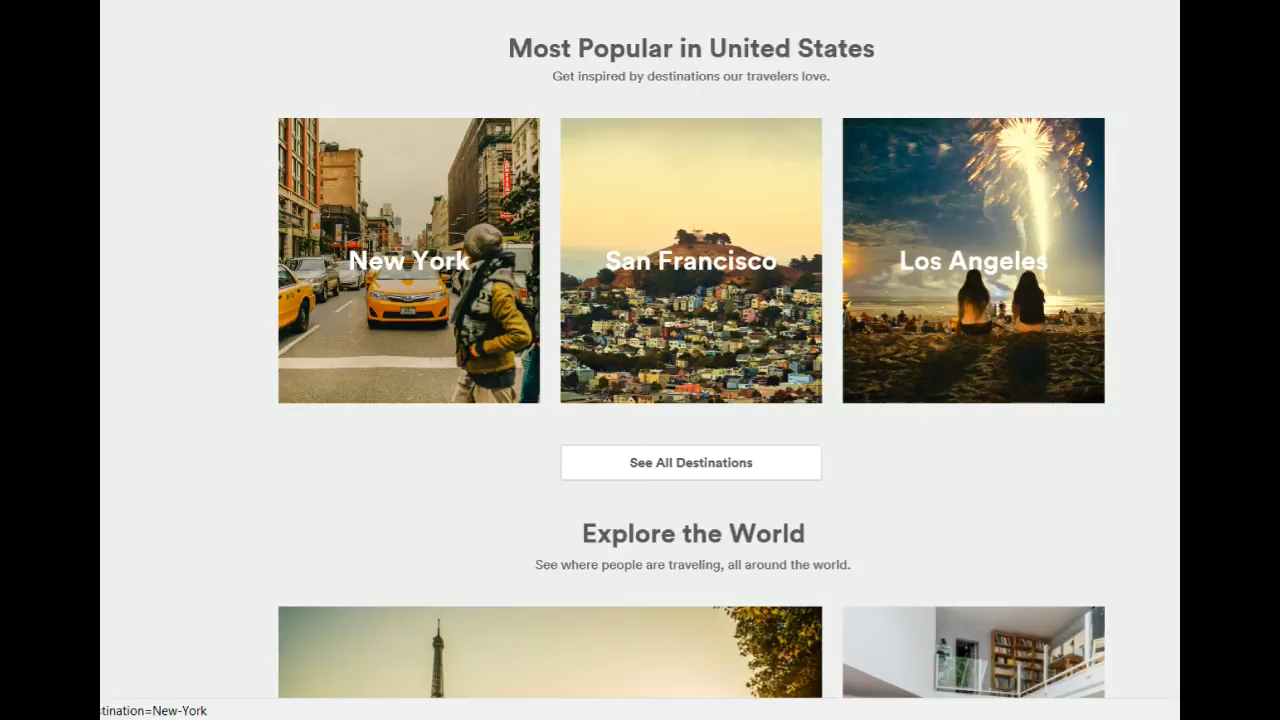 Most Popular in United States
Get inspired by destinations our travelers love.
New York
San Francisco
Los Angeles
See All Destinations
Explore the World
See where people are traveling, all around the world.
tination=New-York